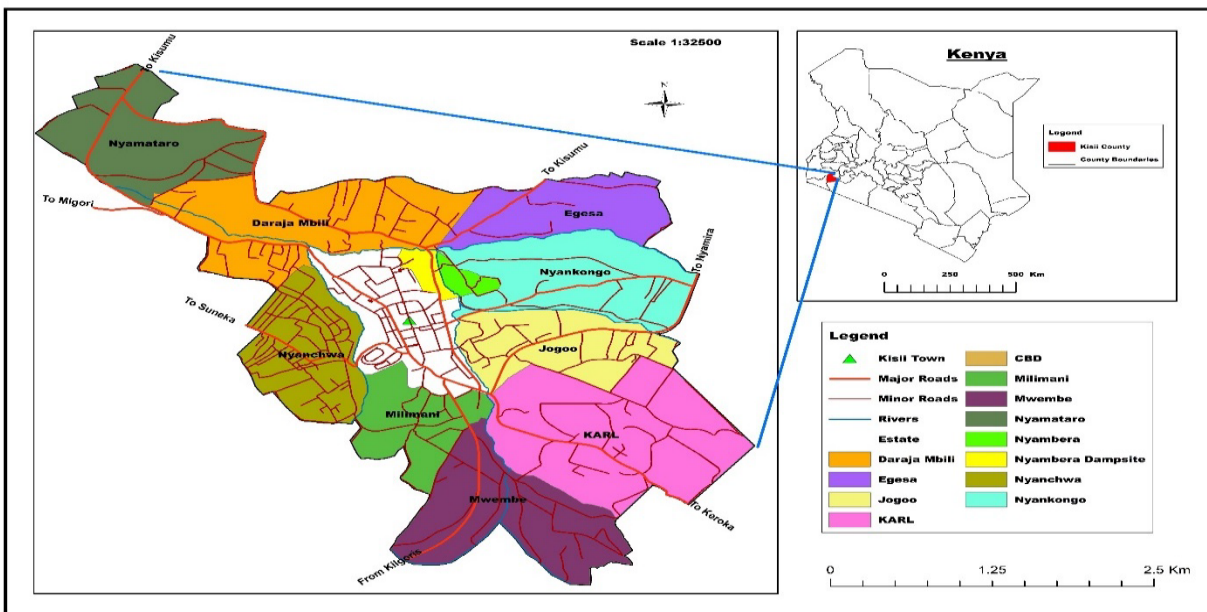 Scale 1:32500
To Kisumu
N
Nyamataro
To Migori
To Kisumu
Daraja Mbili
Egesa
To Nyamira
Nyankongo
To Suneka
Nyanchwa
Jogoo
Milimani
KARL
Mwembe
To Keroka
From Kilgoris
Kenya
Legend
Kisii County
County Boundaries
0 250 500 Km
Legend
Kisii Town
Major Roads
Minor Roads
Rivers
Estate
Daraja Mbili
Egesa
Jogoo
KARL
CBD
Milimani
Mwembe
Nyamataro
Nyambera
Nyambera Dampsite
Nyanchwa
Nyankongo
0 1.25 2.5 Km